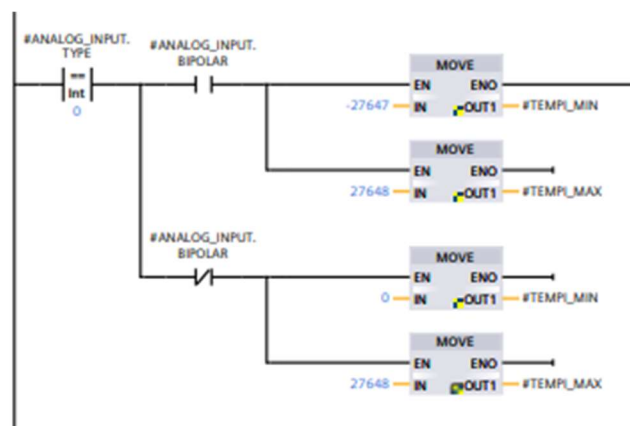 #ANALOG_INPUT.
TYPE
==
Int
0
#ANALOG_INPUT.
BIPOLAR
MOVE
EN ENO
-27647 IN OUT1 #TEMPI_MIN
MOVE
EN ENO
27648 IN OUT1 #TEMPI_MAX
#ANALOG_INPUT.
BIPOLAR
MOVE
EN ENO
0 IN OUT1 #TEMPI_MIN
MOVE
EN ENO
27648 IN OUT1 #TEMPI_MAX